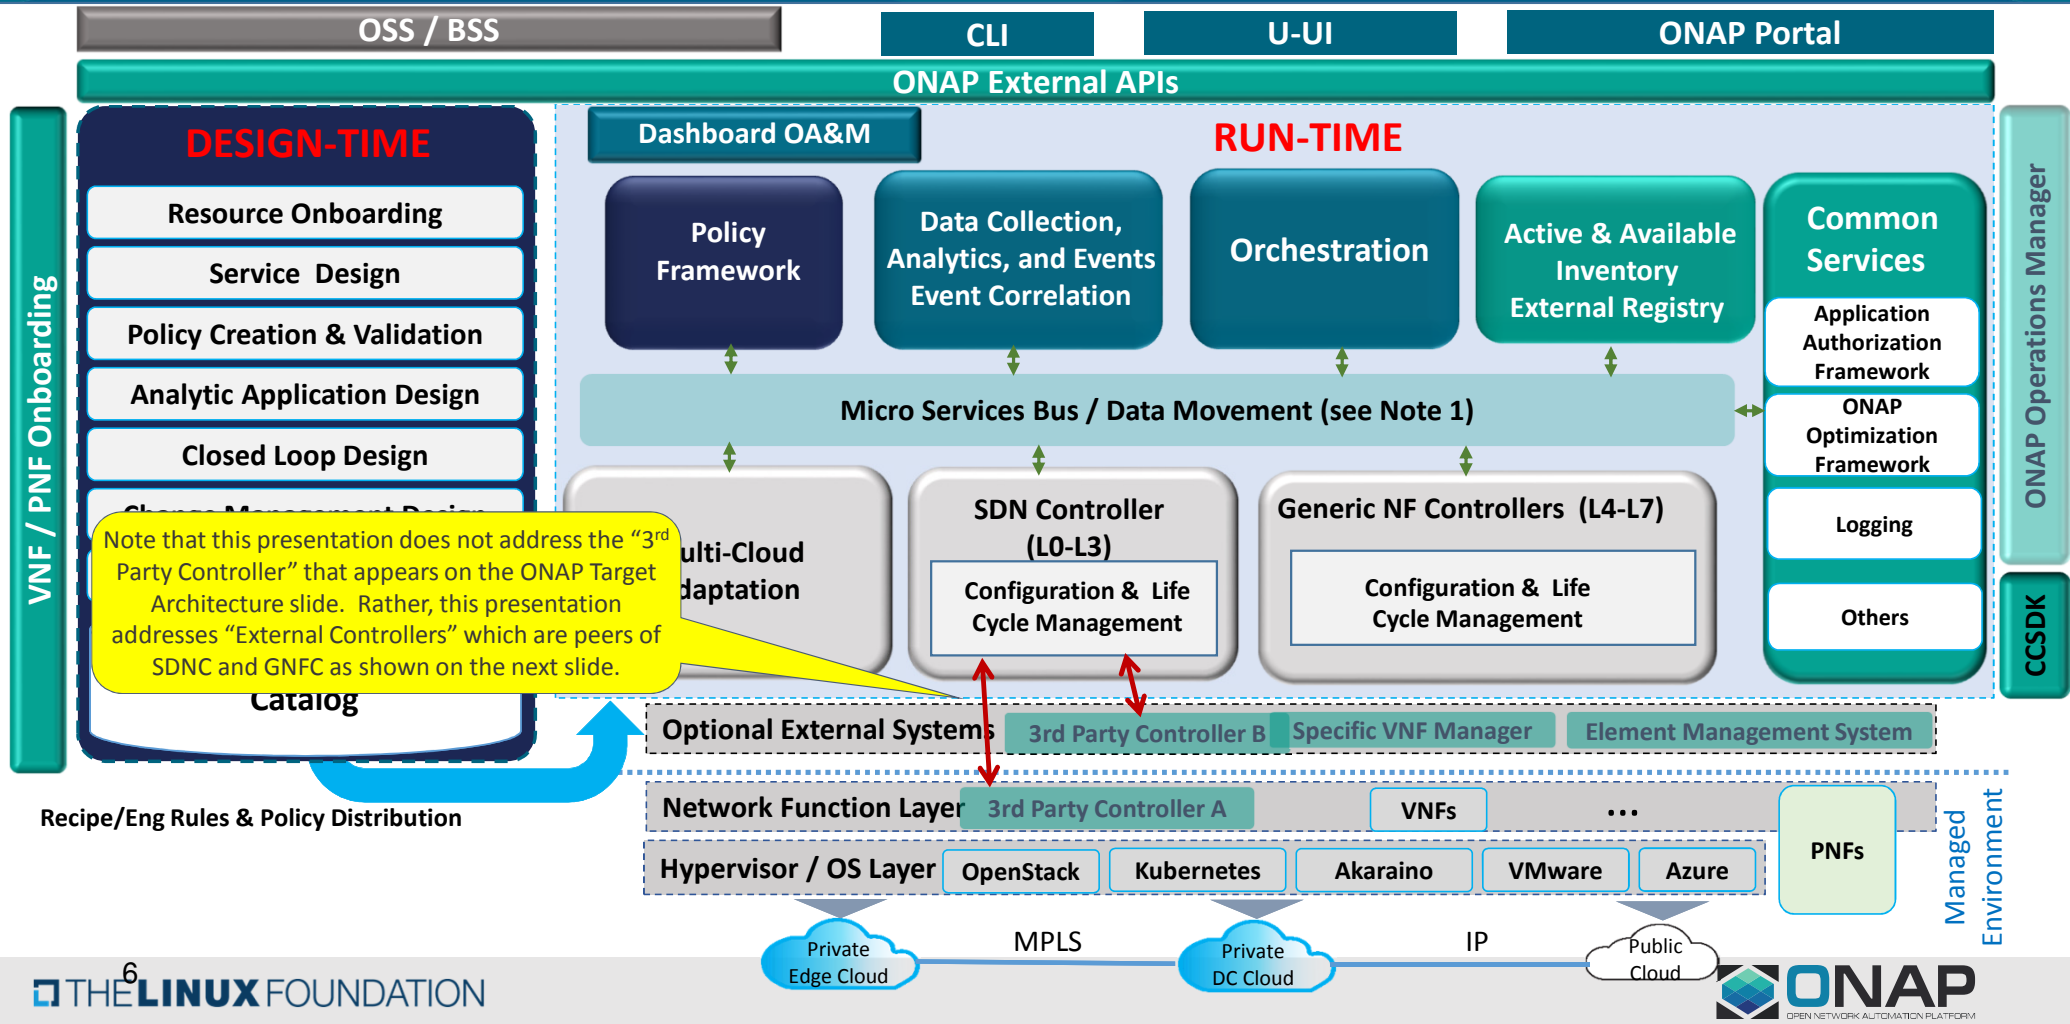 OSS / BSS
CLI
U-UI
ONAP Portal
ONAP External APIs
VNF / PNF Onboarding
DESIGN-TIME
Resource Onboarding
Service  Design
Policy Creation & Validation
Analytic Application Design
Closed Loop Design
Change Management Design
Catalog
Note that this presentation does not address the “3rd
Party Controller” that appears on the ONAP Target
Architecture slide.  Rather, this presentation
addresses “External Controllers” which are peers of
SDNC and GNFC as shown on the next slide.
Recipe/Eng Rules & Policy Distribution
Dashboard OA&M
RUN-TIME
Policy
Framework
Data Collection,
Analytics, and Events
Event Correlation
Orchestration
Active & Available
Inventory
External Registry
Common
Services
Application
Authorization
Framework
ONAP
Optimization
Framework
Logging
Others
Micro Services Bus / Data Movement (see Note 1)
ulti-Cloud
daptation
SDN Controller
(L0-L3)
Configuration &  Life
Cycle Management
Generic NF Controllers  (L4-L7)
Configuration &  Life
Cycle Management
ONAP Operations Manager
CCSDK
Optional External Systems
3rd Party Controller B
Specific VNF Manager
Element Management System
Network Function Layer
3rd Party Controller A
VNFs
...
PNFs
Managed
Environment
Hypervisor / OS Layer
OpenStack
Kubernetes
Akaraino
VMware
Azure
Private
Edge Cloud
MPLS
Private
DC Cloud
IP
Public
Cloud
6
THE LINUX FOUNDATION
ONAP
OPEN NETWORK AUTOMATION PLATFORM